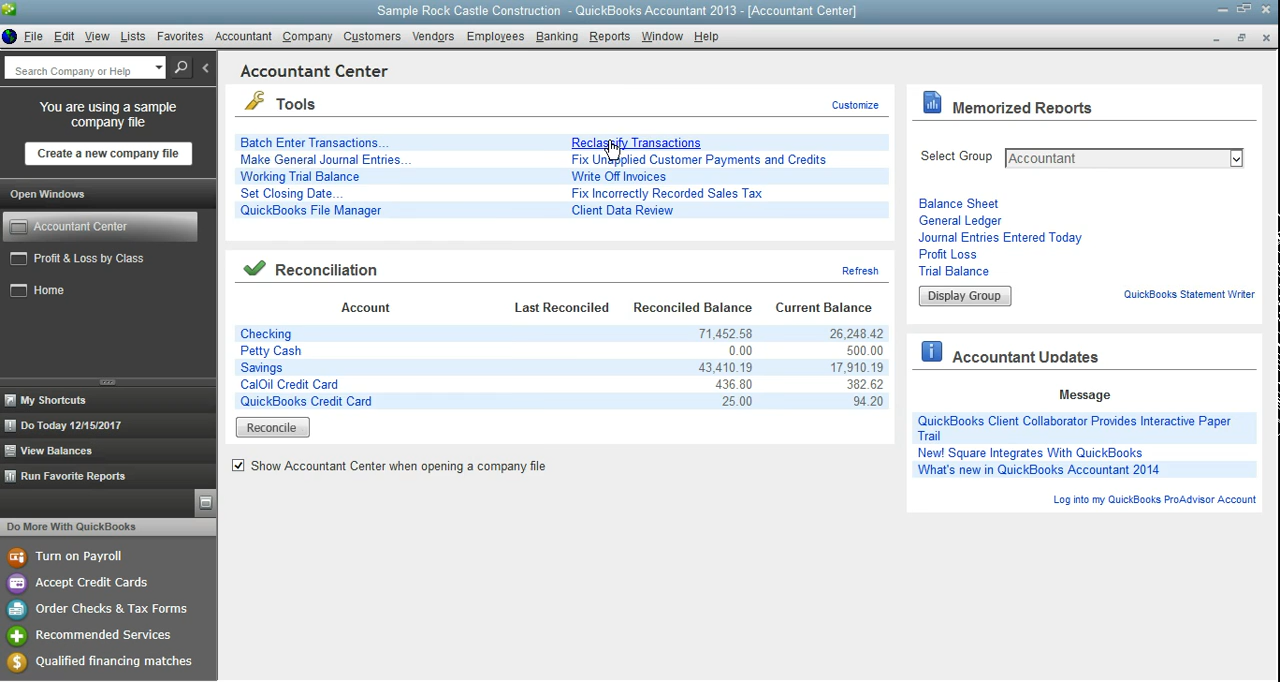 Sample Rock Castle Construction - QuickBooks Accountant 2013 - [Accountant Center]
File Edit View Lists Favorites Accountant Company Customers Vendors Employees Banking Reports Window Help
Search Company or Help
You are using a sample
company file
Create a new company file
Open Windows
Accountant Center
Profit & Loss by Class
Home
My Shortcuts
Do Today 12/15/2017
View Balances
Run Favorite Reports
Do More With QuickBooks
Turn on Payroll
Accept Credit Cards
Order Checks & Tax Forms
Recommended Services
Qualified financing matches
Accountant Center
Tools Customize
Batch Enter Transactions... Reclassify Transactions
Make General Journal Entries... Fix Unapplied Customer Payments and Credits
Working Trial Balance Write Off Invoices
Set Closing Date... Fix Incorrectly Recorded Sales Tax
QuickBooks File Manager Client Data Review
Reconciliation Refresh
Account Last Reconciled Reconciled Balance Current Balance
Checking 71,452.58 26,248.42
Petty Cash 0.00 500.00
Savings 43,410.19 17,910.19
CalOil Credit Card 436.80 382.62
QuickBooks Credit Card 25.00 94.20
Reconcile
Show Accountant Center when opening a company file
Memorized Reports
Select Group Accountant
Balance Sheet
General Ledger
Journal Entries Entered Today
Profit Loss
Trial Balance
Display Group QuickBooks Statement Writer
Accountant Updates
Message
QuickBooks Client Collaborator Provides Interactive Paper
Trail
New! Square Integrates With QuickBooks
What's new in QuickBooks Accountant 2014
Log into my QuickBooks ProAdvisor Account